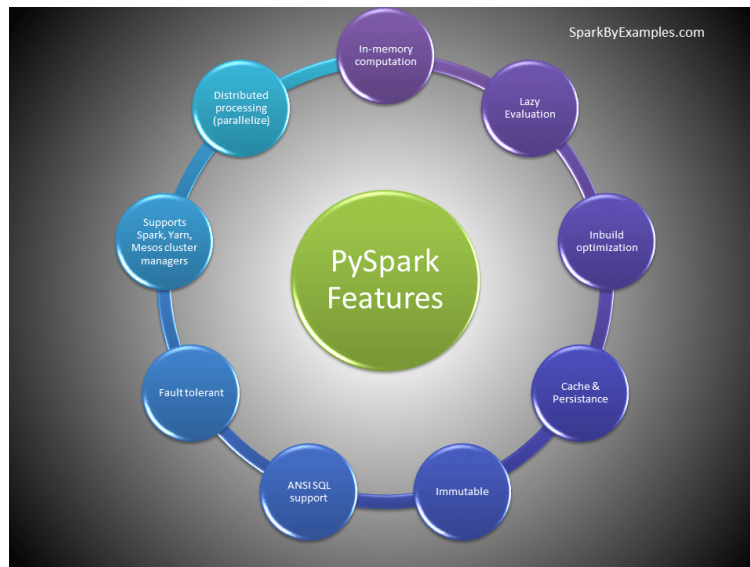 SparkByExamples.com
In-memory
computation
Lazy
Evaluation
Inbuild
optimization
Cache &
Persistance
Immutable
ANSI SQL
support
Fault tolerant
Supports
Spark, Yarn,
Mesos cluster
managers
Distributed
processing
(parallelize)
PySpark
Features